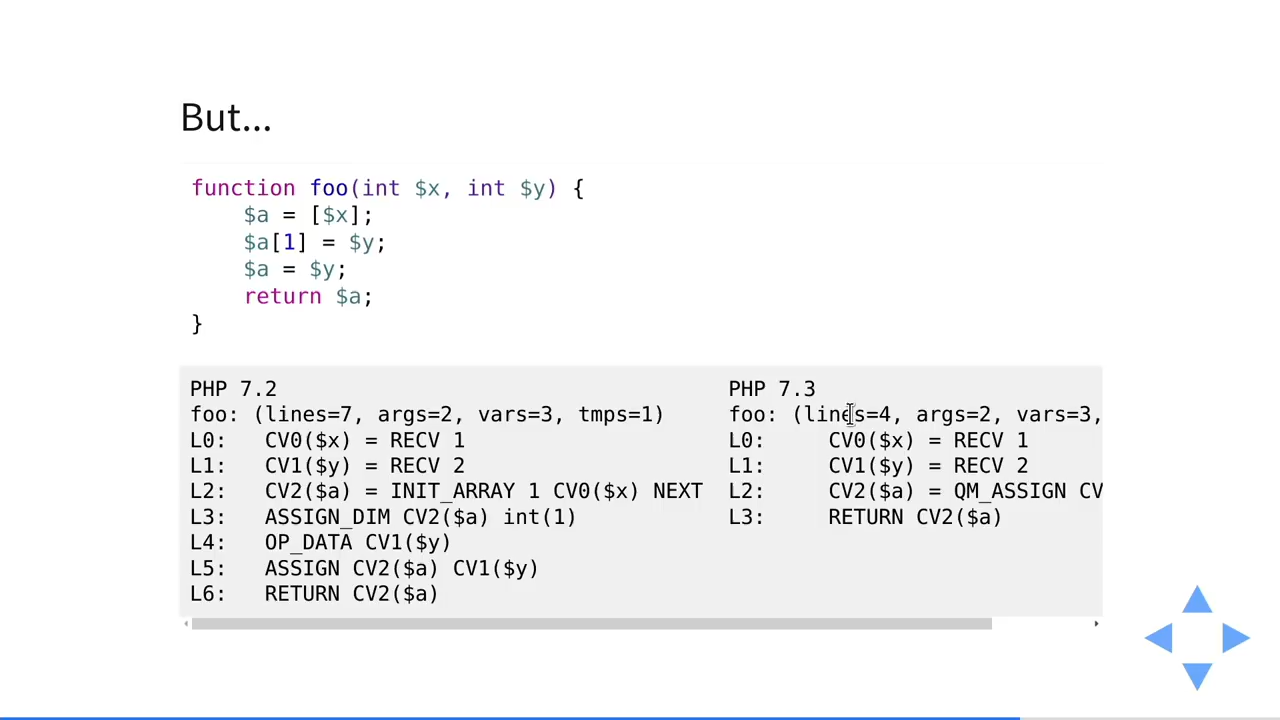 But...
function foo(int $x, int $y) {
    $a = [$x];
    $a[1] = $y;
    $a = $y;
    return $a;
}
PHP 7.2
foo: (lines=7, args=2, vars=3, tmps=1)
L0:   CV0($x) = RECV 1
L1:   CV1($y) = RECV 2
L2:   CV2($a) = INIT_ARRAY 1 CV0($x) NEXT
L3:   ASSIGN_DIM CV2($a) int(1)
L4:   OP_DATA CV1($y)
L5:   ASSIGN CV2($a) CV1($y)
L6:   RETURN CV2($a)
PHP 7.3
foo: (lines=4, args=2, vars=3,
L0:     CV0($x) = RECV 1
L1:     CV1($y) = RECV 2
L2:     CV2($a) = QM_ASSIGN CV
L3:     RETURN CV2($a)